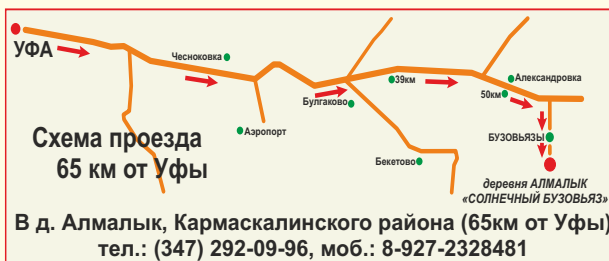 УФА
Чесноковка
39км
Александровка
50км
Булгаково
Аэропорт
БУЗОВЬЯЗЫ
Схема проезда
65 км от Уфы
Бекетово
деревня АЛМАЛЫК
«СОЛНЕЧНЫЙ БУЗОВЬЯЗ»
В д. Алмалык, Кармаскалинского района (65км от Уфы)
тел.: (347) 292-09-96, моб.: 8-927-2328481